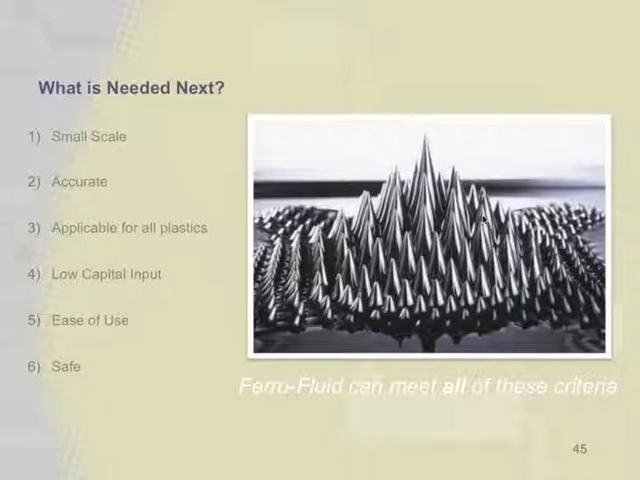 What is Needed Next?
1) Small Scale
2) Accurate
3) Applicable for all plastics
4) Low Capital Input
5) Ease of Use
6) Safe
Ferro-Fluid can meet all of these criteria
45